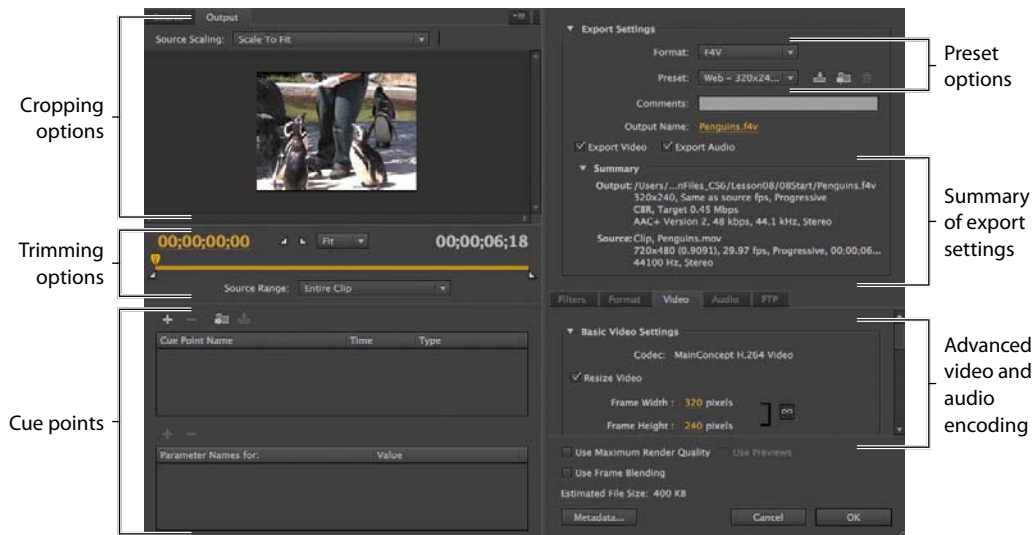 Output
Source Scaling: Scale To Fit
Cropping
options
00;00;00;00 Fit 00;00;06;18
Trimming
options
Source Range: Entire Clip
Cue Point Name Time Type
Cue points
Parameter Names for: Value
Export Settings
Format: F4V
Preset: Web – 320x24...
Preset
options
Comments:
Output Name: Penguins.f4v
Export Video Export Audio
Summary
Output: /Users/...nFiles_CS6/Lesson08/08Start/Penguins.f4v
320x240, Same as source fps, Progressive
CBR, Target 0.45 Mbps
AAC+ Version 2, 48 kbps, 44.1 kHz, Stereo
Source: Clip, Penguins.mov
720x480 (0.9091), 29.97 fps, Progressive, 00;00;06...
44100 Hz, Stereo
Summary
of export
settings
Filters Format Video Audio FTP
Basic Video Settings
Codec: MainConcept H.264 Video
Resize Video
Frame Width : 320 pixels
Frame Height : 240 pixels
Advanced
video and
audio
encoding
Use Maximum Render Quality Use Previews
Use Frame Blending
Estimated File Size: 400 KB
Metadata... Cancel OK